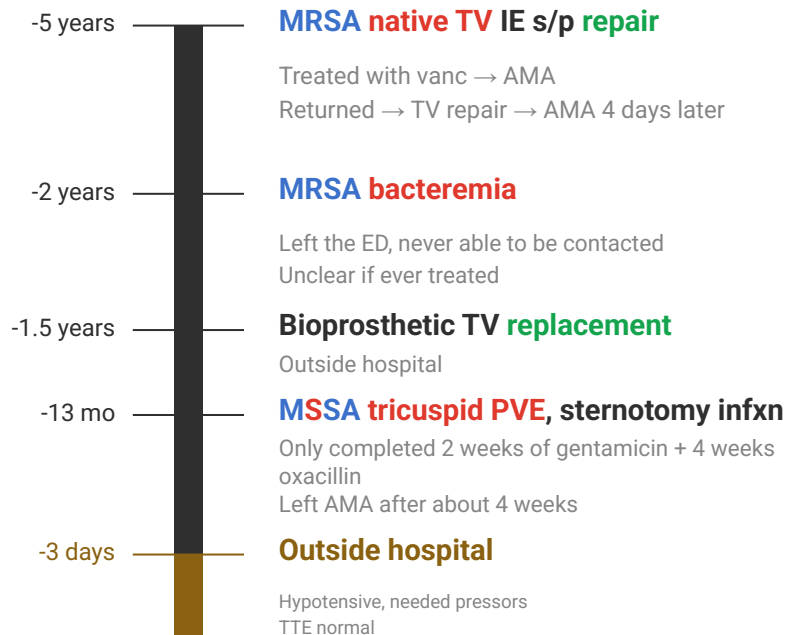 -5 years
MRSA native TV IE s/p repair
Treated with vanc → AMA
Returned → TV repair → AMA 4 days later
-2 years
MRSA bacteremia
Left the ED, never able to be contacted
Unclear if ever treated
-1.5 years
Bioprosthetic TV replacement
Outside hospital
-13 mo
MSSA tricuspid PVE, sternotomy infxn
Only completed 2 weeks of gentamicin + 4 weeks
oxacillin
Left AMA after about 4 weeks
-3 days
Outside hospital
Hypotensive, needed pressors
TTE normal